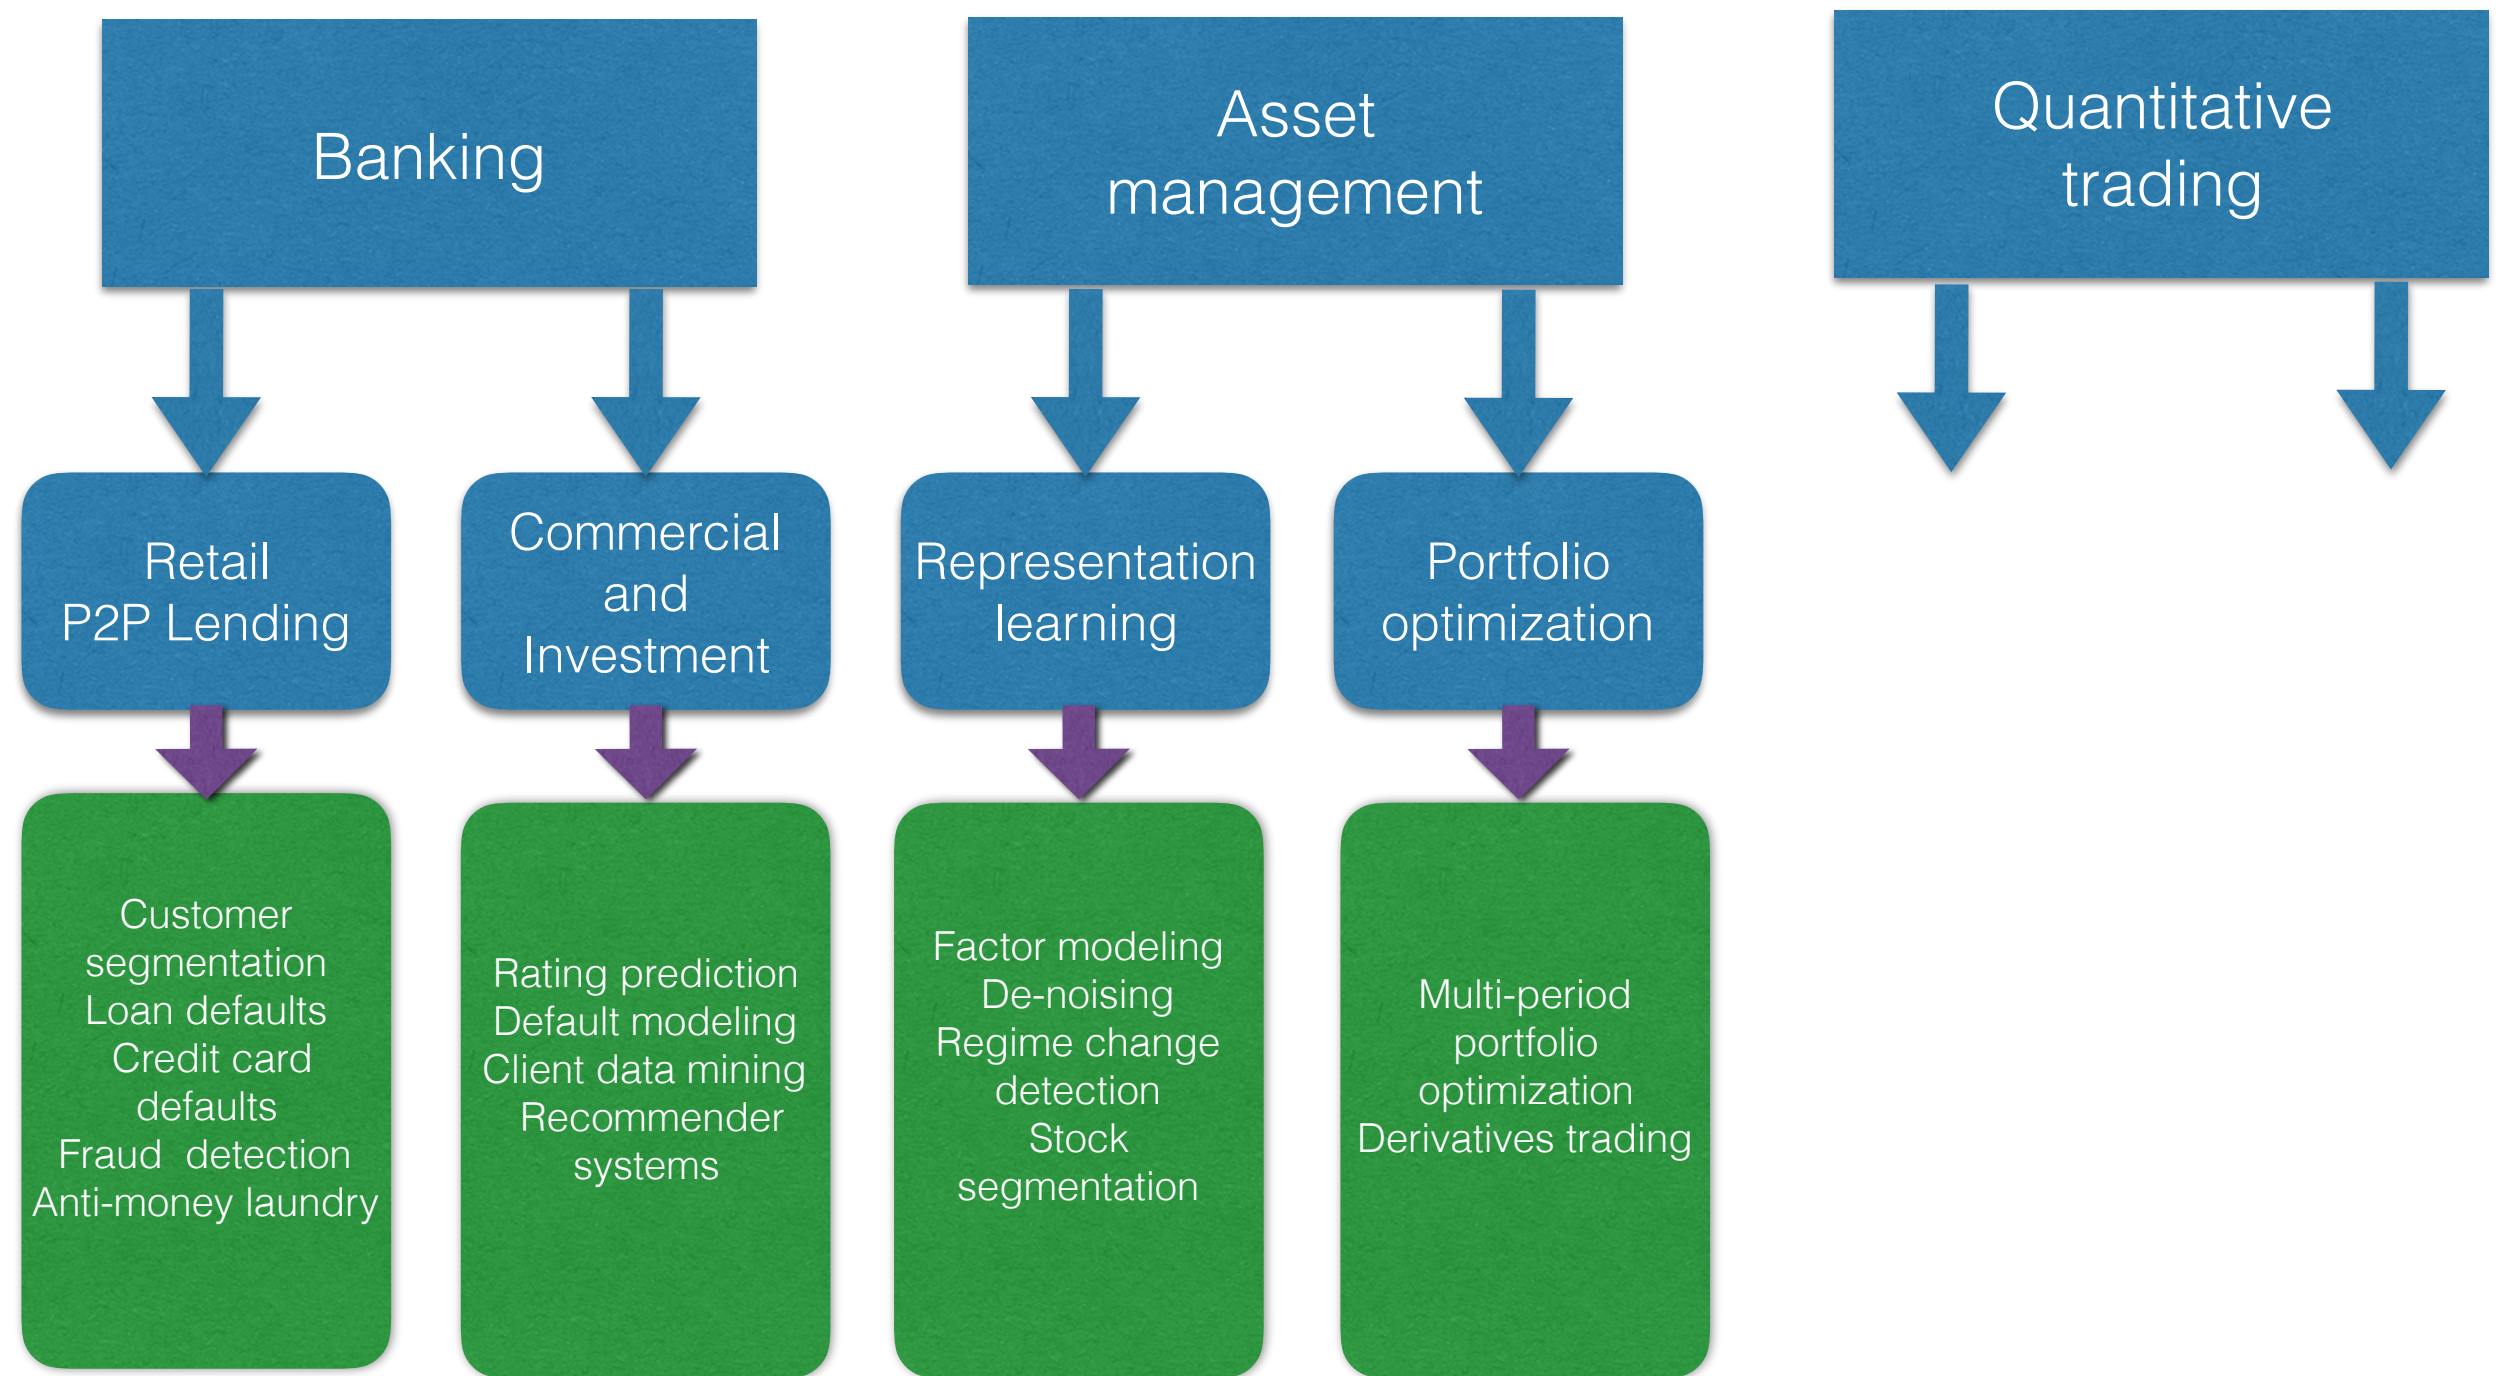 Banking
Asset
management
Quantitative
trading
Retail
P2P Lending
Commercial
and
Investment
Representation
learning
Portfolio
optimization
Customer
segmentation
Loan defaults
Credit card
defaults
Fraud  detection
Anti-money laundry
Rating prediction
Default modeling
Client data mining
Recommender
systems
Factor modeling
De-noising
Regime change
detection
Stock
segmentation
Multi-period
portfolio
optimization
Derivatives trading